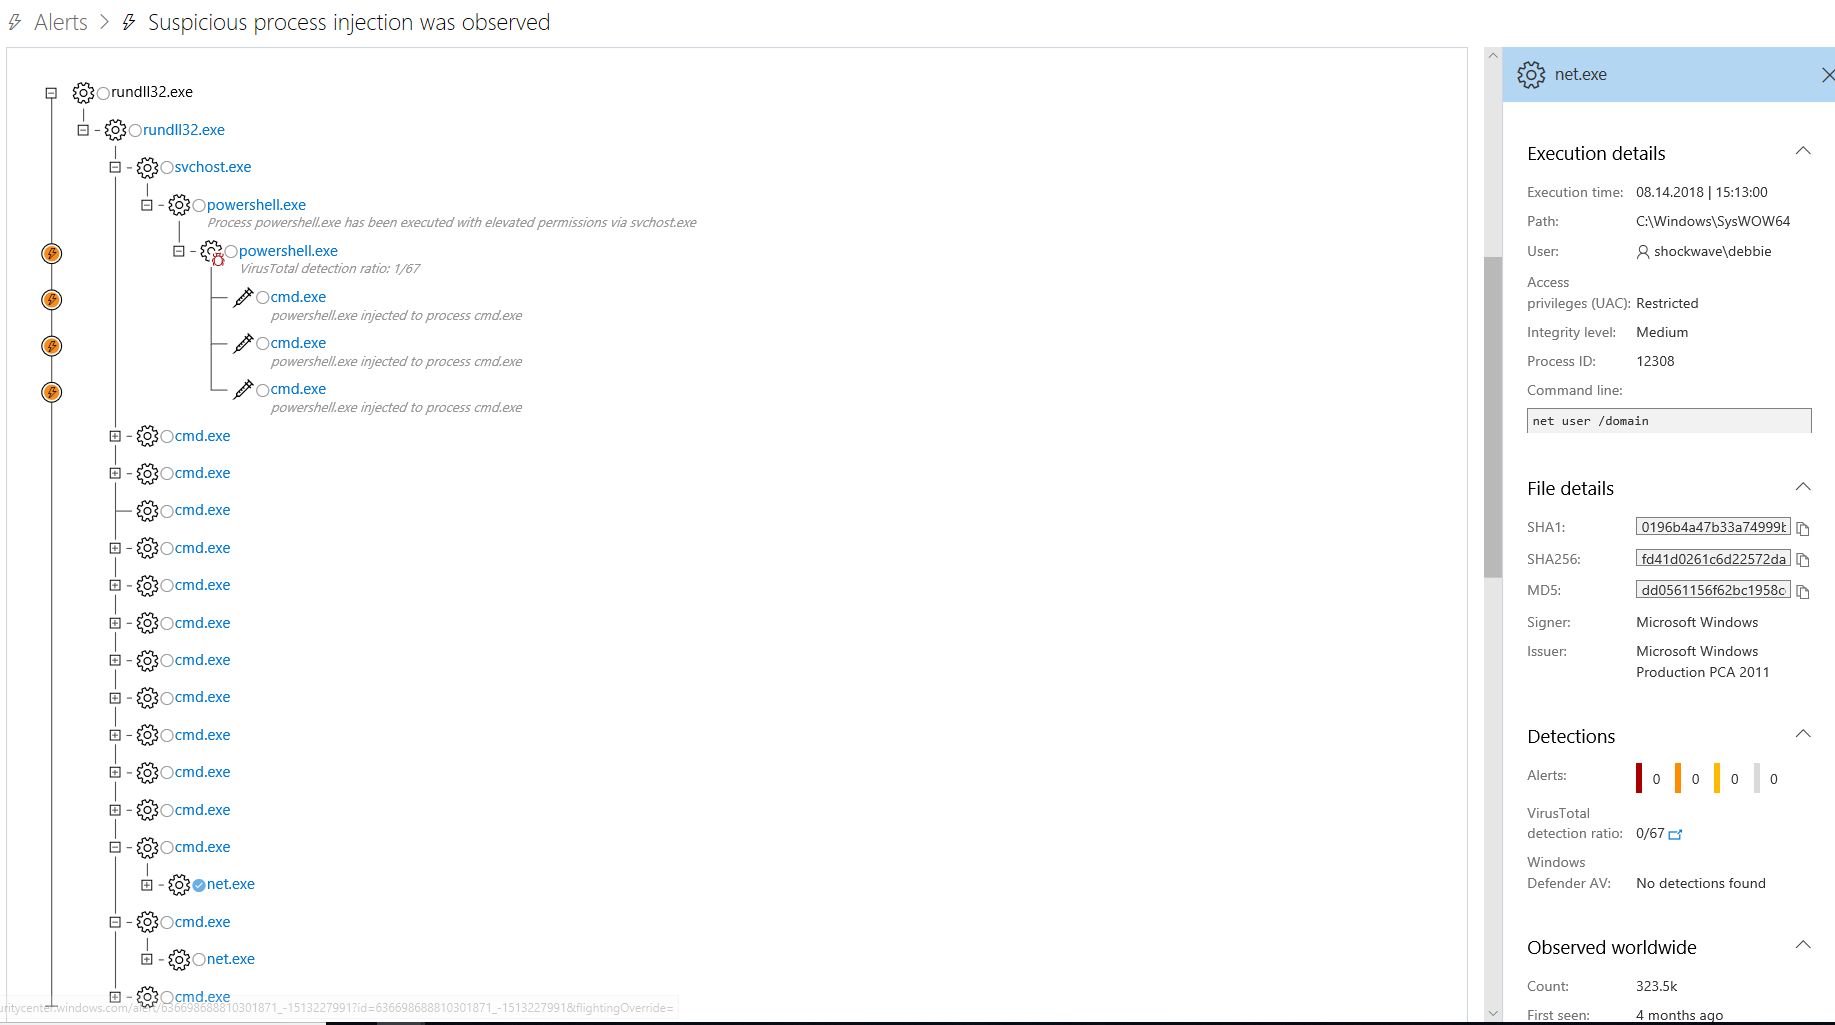 Alerts > Suspicious process injection was observed
rundll32.exe
rundll32.exe
svchost.exe
powershell.exe
Process powershell.exe has been executed with elevated permissions via svchost.exe
powershell.exe
VirusTotal detection ratio: 1/67
cmd.exe
powershell.exe injected to process cmd.exe
cmd.exe
powershell.exe injected to process cmd.exe
cmd.exe
powershell.exe injected to process cmd.exe
cmd.exe
cmd.exe
cmd.exe
cmd.exe
cmd.exe
cmd.exe
cmd.exe
cmd.exe
cmd.exe
cmd.exe
cmd.exe
cmd.exe
net.exe
cmd.exe
net.exe
cmd.exe
uritycenter.windows.com/alert/636698688810301871_-1513227991?id=636698688810301871_-1513227991&flightingOverride=
net.exe
Execution details
Execution time: 08.14.2018 | 15:13:00
Path: C:\Windows\SysWOW64
User: shockwave\debbie
Access
privileges (UAC): Restricted
Integrity level: Medium
Process ID: 12308
Command line:
net user /domain
File details
SHA1: 0196b4a47b33a74999b
SHA256: fd41d0261c6d22572da
MD5: dd0561156f62bc1958c
Signer: Microsoft Windows
Issuer: Microsoft Windows
Production PCA 2011
Detections
Alerts: 0 0 0 0
VirusTotal
detection ratio: 0/67
Windows
Defender AV: No detections found
Observed worldwide
Count: 323.5k
First seen: 4 months ago